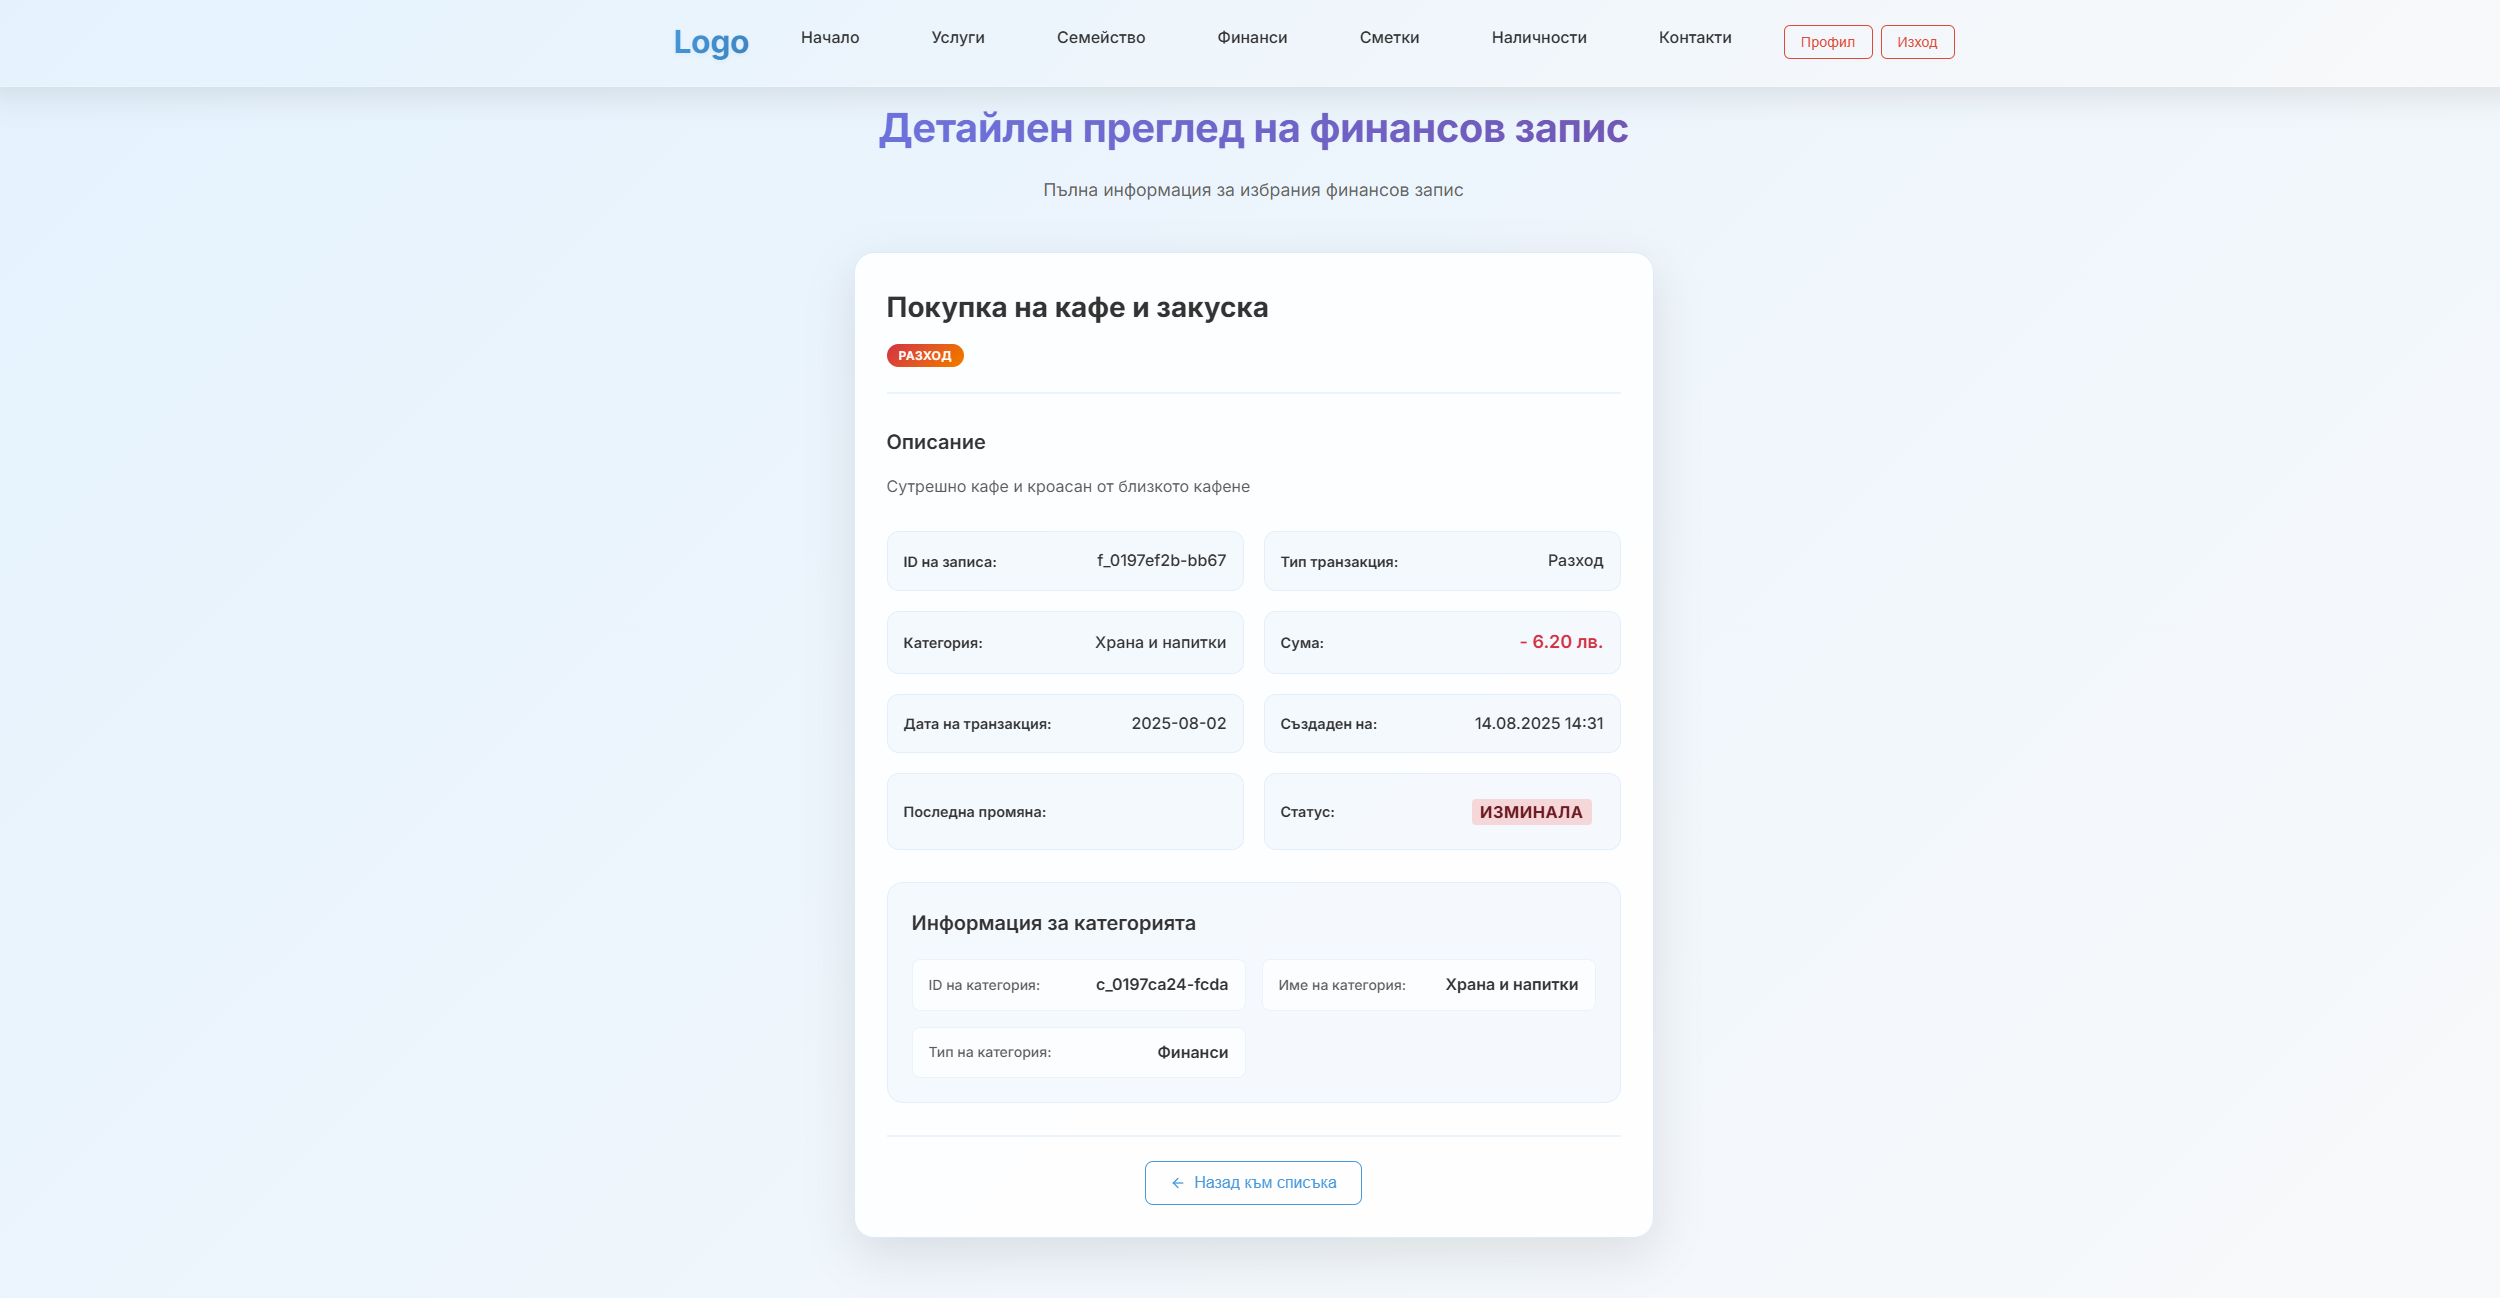 Logo Начало Услуги Семейство Финанси Сметки Наличности Контакти Профил Изход
Детайлен преглед на финансов запис
Пълна информация за избрания финансов запис
Покупка на кафе и закуска
РАЗХОД
Описание
Сутрешно кафе и кроасан от близкото кафене
ID на записа: f_0197ef2b-bb67
Тип транзакция: Разход
Категория: Храна и напитки
Сума: - 6.20 лв.
Дата на транзакция: 2025-08-02
Създаден на: 14.08.2025 14:31
Последна промяна:
Статус: ИЗМИНАЛА
Информация за категорията
ID на категория: c_0197ca24-fcda
Име на категория: Храна и напитки
Тип на категория: Финанси
← Назад към списъка